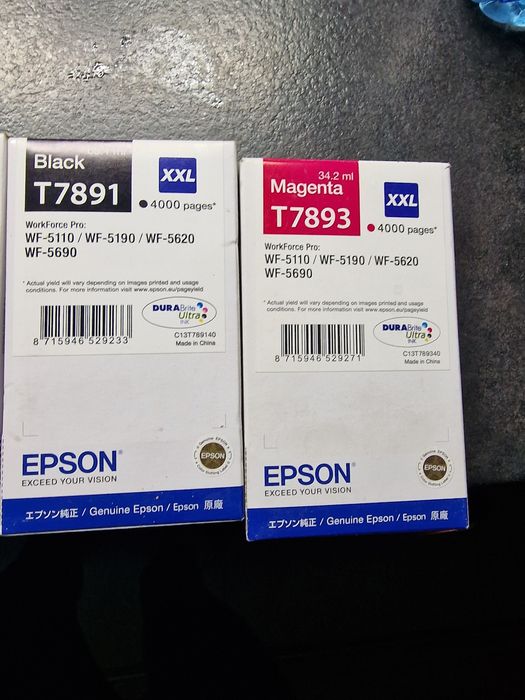 Black
T7891
XXL
4000 pages*
WorkForce Pro:
WF-5110 / WF-5190 / WF-5620
WF-5690
* Actual yield will vary depending on images printed and usage
conditions. For more information visit www.epson.eu/pageyield
DURABrite
Ultra
INK
8 715946 529233
C13T789140
Made in China
EPSON
EXCEED YOUR VISION
EPSON
エプソン純正 / Genuine Epson / Epson 原廠
34.2 ml
Magenta
T7893
XXL
4000 pages*
WorkForce Pro:
WF-5110 / WF-5190 / WF-5620
WF-5690
* Actual yield will vary depending on images printed and usage
conditions. For more information visit www.epson.eu/pageyield
DURABrite
Ultra
INK
8 715946 529271
C13T789340
Made in China
EPSON
EXCEED YOUR VISION
EPSON
エプソン純正 / Genuine Epson / Epson 原廠